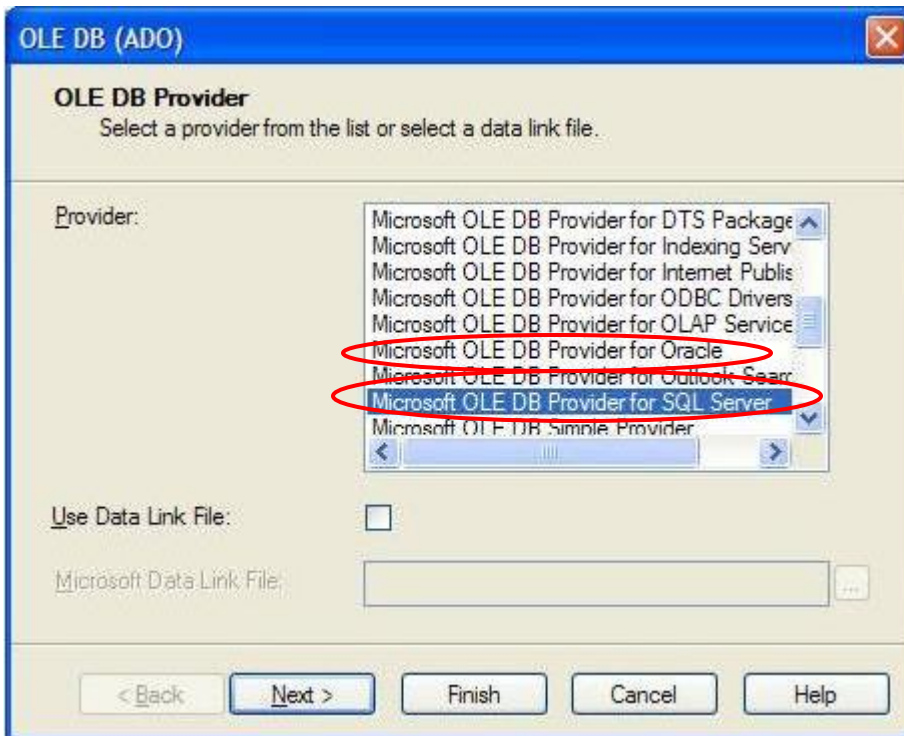 OLE DB (ADO)
OLE DB Provider
Select a provider from the list or select a data link file.
Provider:
Microsoft OLE DB Provider for DTS Package
Microsoft OLE DB Provider for Indexing Serv
Microsoft OLE DB Provider for Internet Publis
Microsoft OLE DB Provider for ODBC Drivers
Microsoft OLE DB Provider for OLAP Service
Microsoft OLE DB Provider for Oracle
Microsoft OLE DB Provider for Outlook Searc
Microsoft OLE DB Provider for SQL Server
Microsoft OLE DB Simple Provider
Use Data Link File:
Microsoft Data Link File:
...
< Back Next > Finish Cancel Help